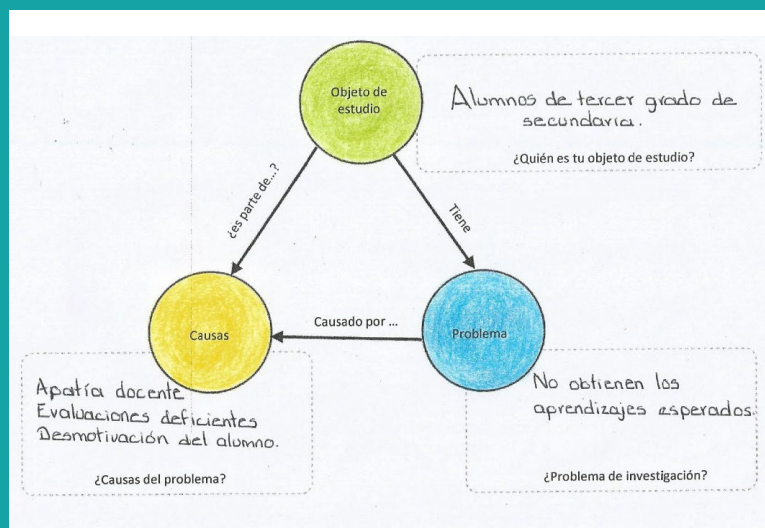 Objeto de
estudio
Alumnos de tercer grado de
secundaria.
¿Quién es tu objeto de estudio?
¿es parte de...?
Tiene
Causas
Causado por ...
Problema
Apatía docente
Evaluaciones deficientes
Desmotivación del alumno.
¿Causas del problema?
No obtienen los
aprendizajes esperados.
¿Problema de investigación?